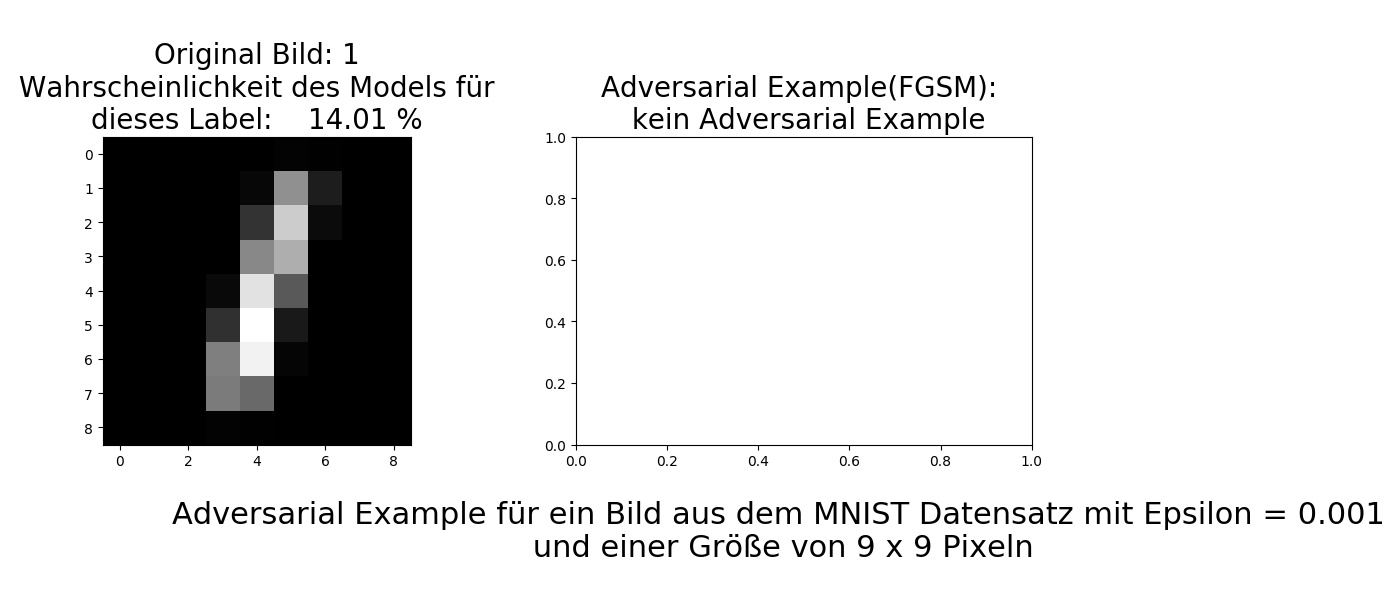 Original Bild: 1
Wahrscheinlichkeit des Models für
dieses Label: 14.01 %
Adversarial Example(FGSM):
kein Adversarial Example
0
1
2
3
4
5
6
7
8
0 2 4 6 8
1.0
0.8
0.6
0.4
0.2
0.0
0.0 0.2 0.4 0.6 0.8 1.0
Adversarial Example für ein Bild aus dem MNIST Datensatz mit Epsilon = 0.001
und einer Größe von 9 x 9 Pixeln